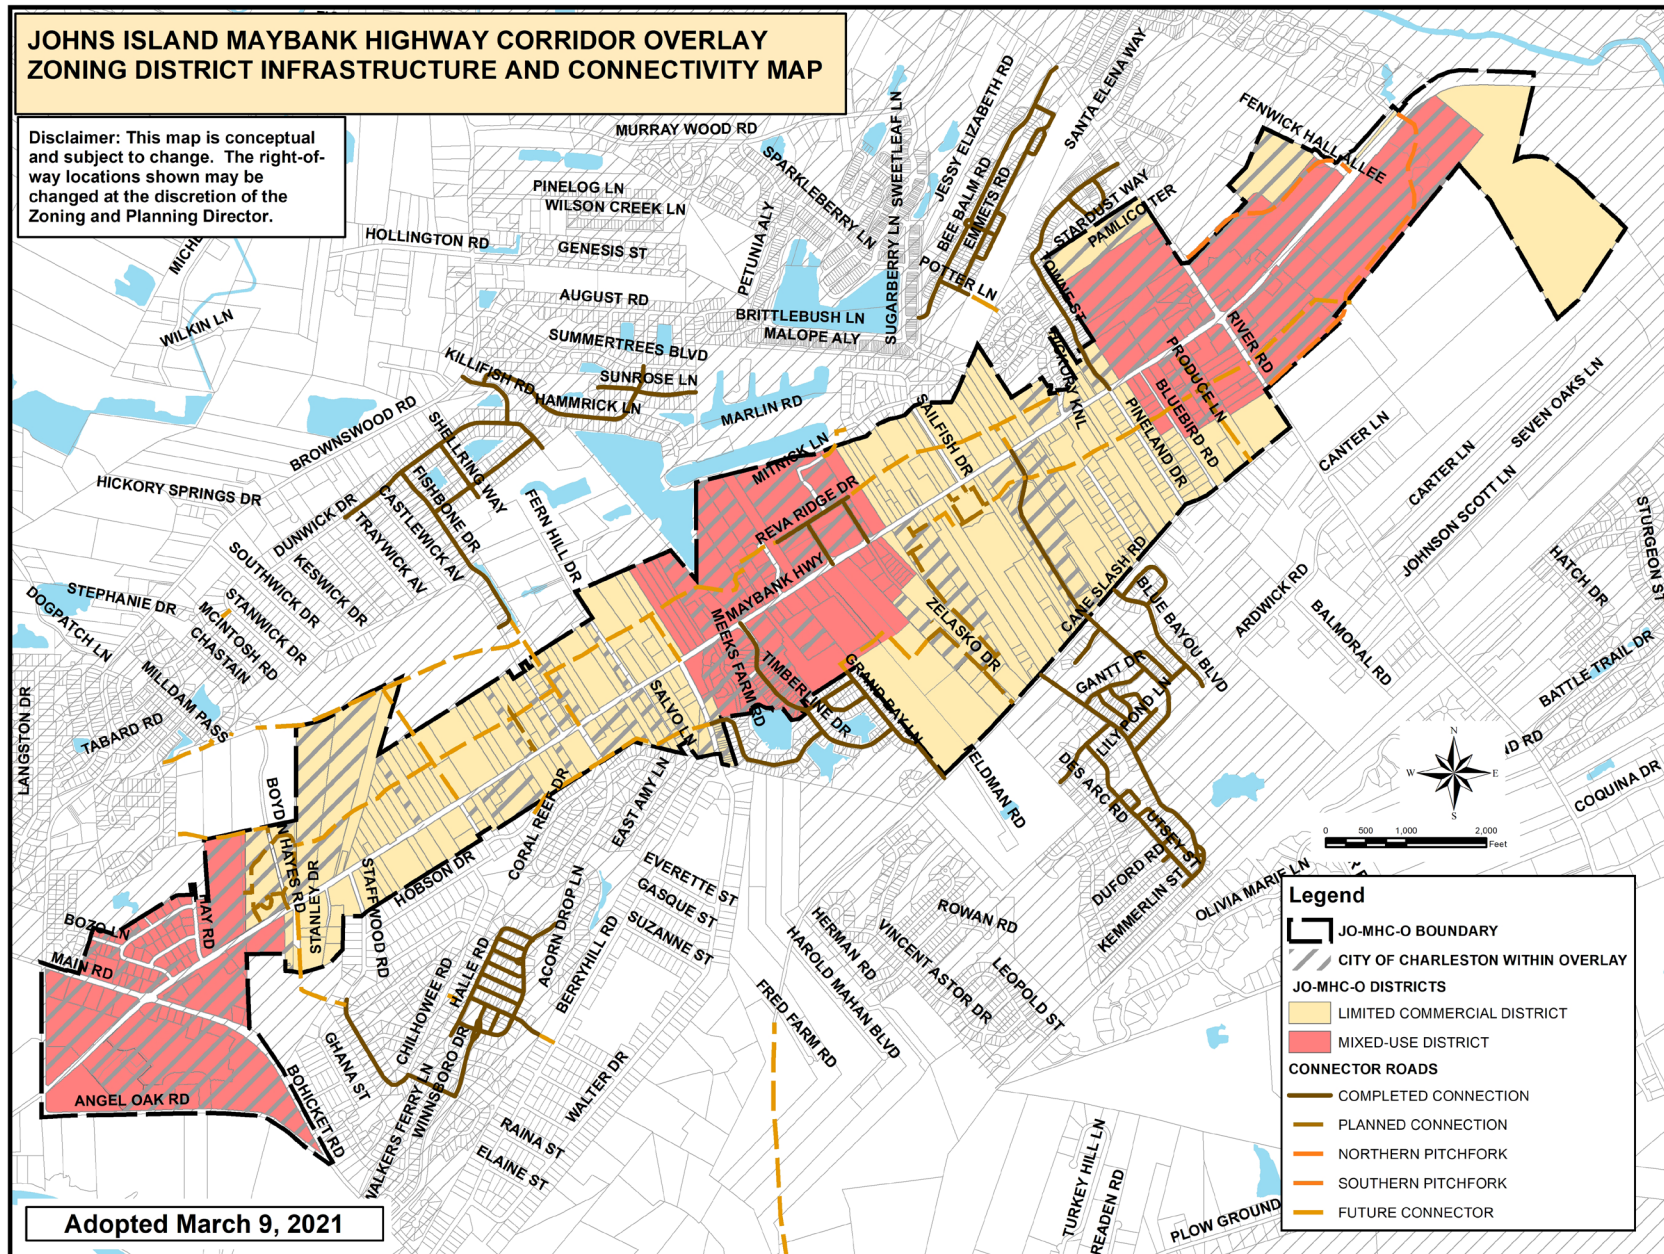 JOHNS ISLAND MAYBANK HIGHWAY CORRIDOR OVERLAY
ZONING DISTRICT INFRASTRUCTURE AND CONNECTIVITY MAP
Disclaimer: This map is conceptual
and subject to change. The right-of-
way locations shown may be
changed at the discretion of the
Zoning and Planning Director.
MURRAY WOOD RD
SPARKLEBERRY LN
SWEETLEAF LN
JESSY ELIZABETH RD
SANTA ELENA WAY
FENWICK HALL ALLEE
PINELOG LN
WILSON CREEK LN
HOLLINGTON RD
GENESIS ST
PETUNIA ALY
BEE BALM RD
EMMETS RD
STARDUST WAY
PAMLICO TER
POTTER LN
TOWNE ST
SUGARBERRY LN
AUGUST RD
BRITTLEBUSH LN
MALOPE ALY
WILKIN LN
SUMMERTREES BLVD
KILLIFISH RD
SUNROSE LN
HAMMRICK LN
MARLIN RD
HICKORY KNL
RIVER RD
PRODUCE LN
BLUEBIRD RD
PINELAND DR
SEVEN OAKS LN
BROWNSWOOD RD
SHELLRING WAY
SAILFISH DR
MITNICK LN
CANTER LN
CARTER LN
HICKORY SPRINGS DR
FISHBONE DR
CASTLEWICK AV
TRAYWICK AV
DUNWICK DR
FERN HILL DR
REVA RIDGE DR
JOHNSON SCOTT LN
STURGEON ST
HATCH DR
SOUTHWICK DR
KESWICK DR
STEPHANIE DR
STANWICK DR
DOGPATCH LN
MCINTOSH RD
CHASTAIN
MAYBANK HWY
MEEKS FARM RD
ZELASKO DR
CANE SLASH RD
BLUE BAYOU BLVD
ARDWICK RD
BALMORAL RD
BATTLE TRAIL DR
MILLDAM PASS
TABARD RD
LANGSTON DR
SALVO LN
TIMBERLINE DR
GRAND BAY LN
GANTT DR
LILY POND LN
DES ARC RD
FELDMAN RD
COQUINA DR
BOYD N HAYES RD
STANLEY DR
STAFFWOOD RD
HOBSON DR
CORAL REEF DR
EAST AMY LN
UTSEY ST
DUFORD RD
KEMMERLIN ST
OLIVIA MARIE LN
EVERETTE ST
GASQUE ST
SUZANNE ST
ACORN DROP LN
BERRYHILL RD
HALLE RD
CHILHOWEE RD
HAY RD
BOZO LN
MAIN RD
ROWAN RD
HERMAN RD
VINCENT ASTOR DR
HAROLD MAHAN BLVD
LEOPOLD ST
FRED FARM RD
GHANA ST
WINNSBORO DR
WALKERS FERRY LN
WALTER DR
RAINA ST
ELAINE ST
ANGEL OAK RD
BOHICKET RD
TURKEY HILL LN
READEN RD
PLOW GROUND
N
W E
S
0 500 1,000 2,000
Feet
Legend
JO-MHC-O BOUNDARY
CITY OF CHARLESTON WITHIN OVERLAY
JO-MHC-O DISTRICTS
LIMITED COMMERCIAL DISTRICT
MIXED-USE DISTRICT
CONNECTOR ROADS
COMPLETED CONNECTION
PLANNED CONNECTION
NORTHERN PITCHFORK
SOUTHERN PITCHFORK
FUTURE CONNECTOR
Adopted March 9, 2021